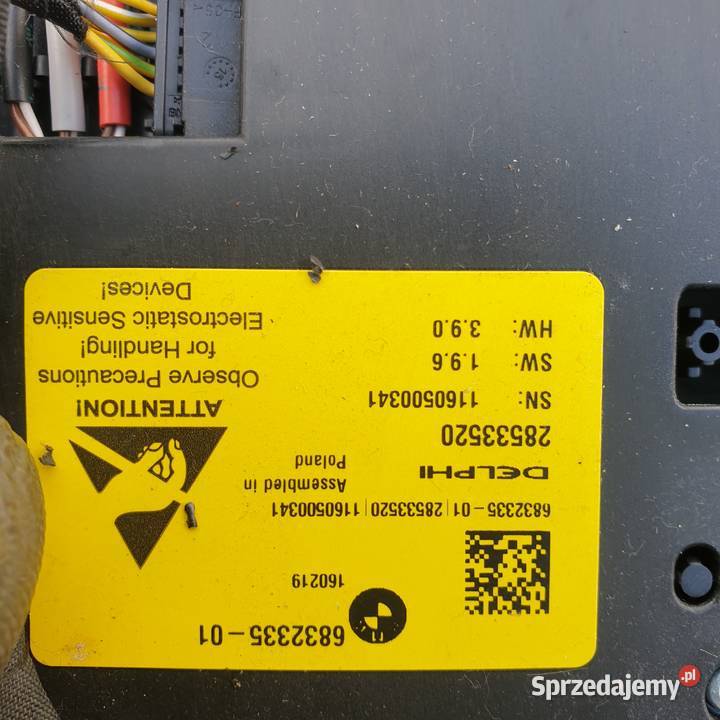 6832335-01
160219
6832335-01|28533520|1160500341
DELPHI
Assembled in
Poland
28533520
SN: 1160500341
SW: 1.9.6
HW: 3.9.0
ATTENTION!
Observe Precautions
for Handling!
Electrostatic Sensitive
Devices!
Sprzedajemy.pl